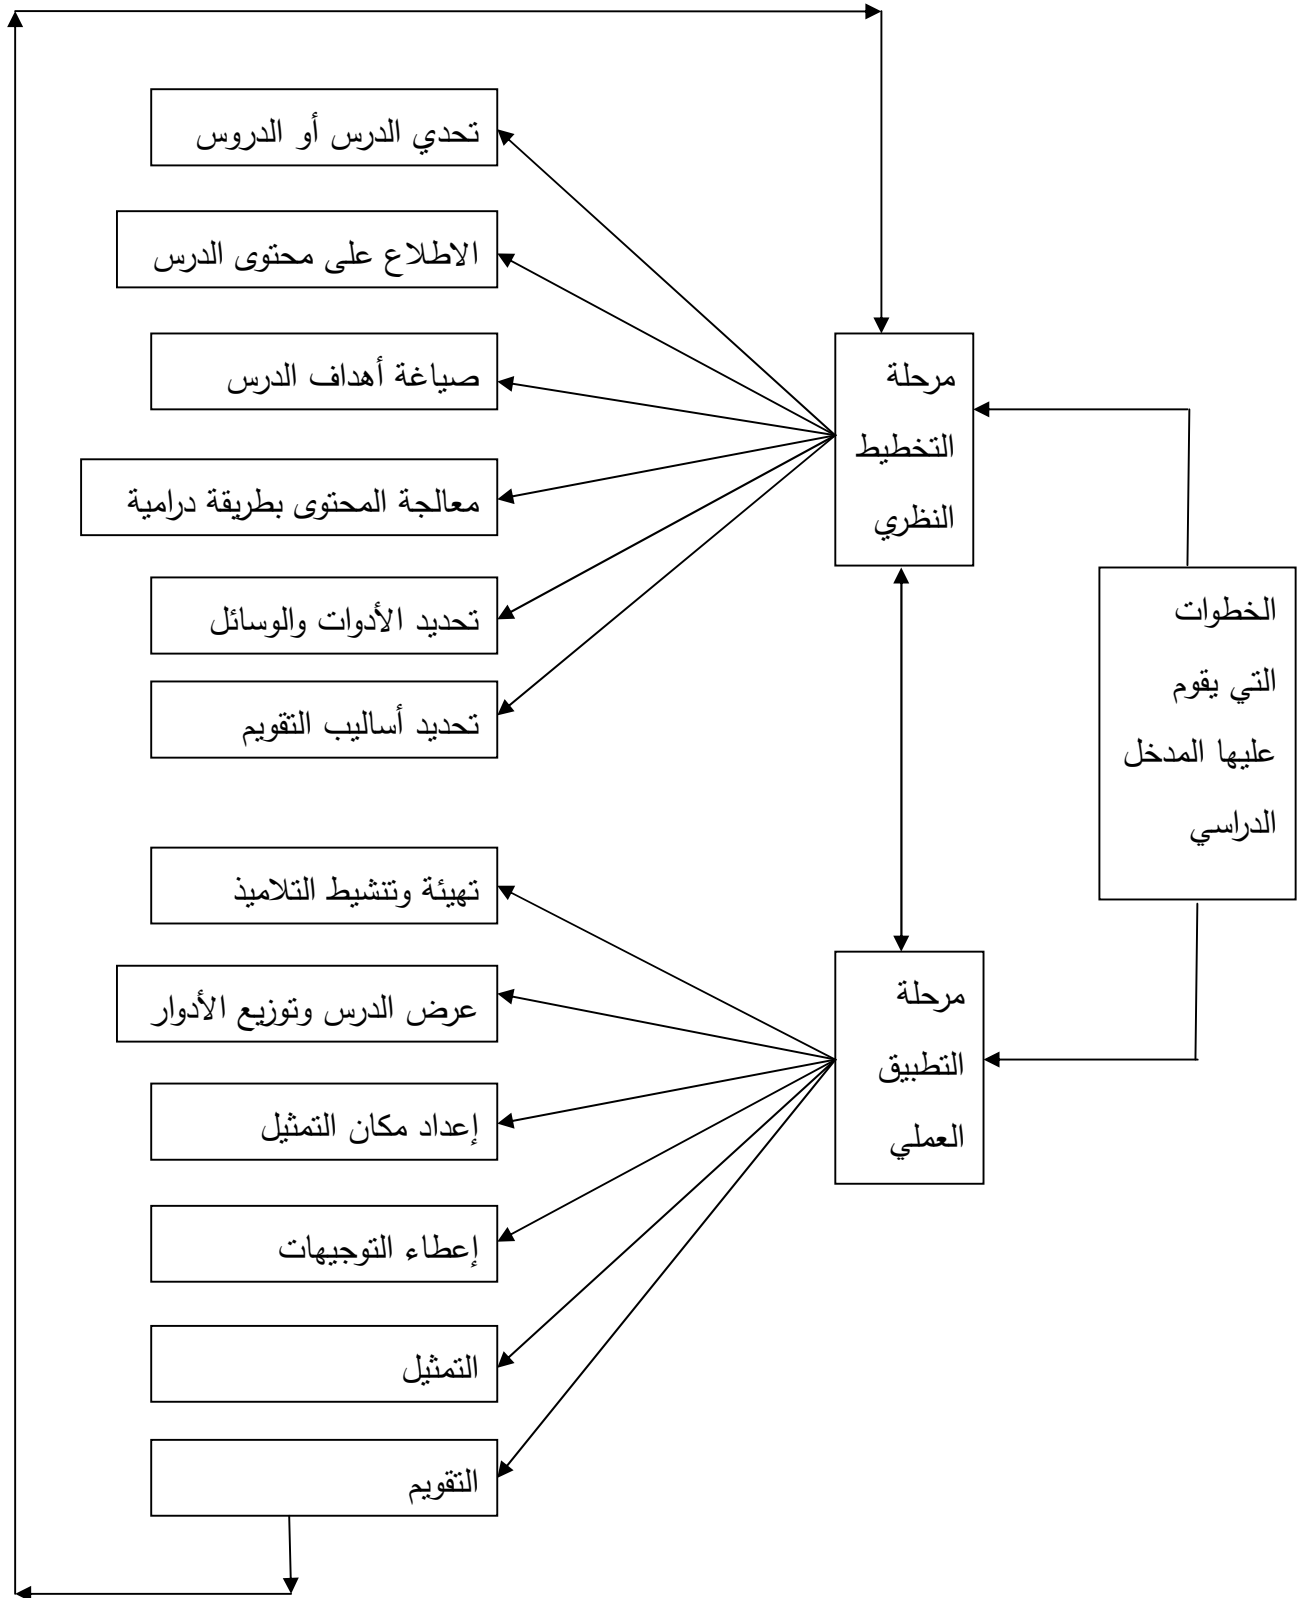 الخطوات
التي يقوم
عليها المدخل
الدراسي
مرحلة
التخطيط
النظري
تحدي الدرس أو الدروس
الاطلاع على محتوى الدرس
صياغة أهداف الدرس
معالجة المحتوى بطريقة درامية
تحديد الأدوات والوسائل
تحديد أساليب التقويم
مرحلة
التطبيق
العملي
تهيئة وتنشيط التلاميذ
عرض الدرس وتوزيع الأدوار
إعداد مكان التمثيل
إعطاء التوجيهات
التمثيل
التقويم